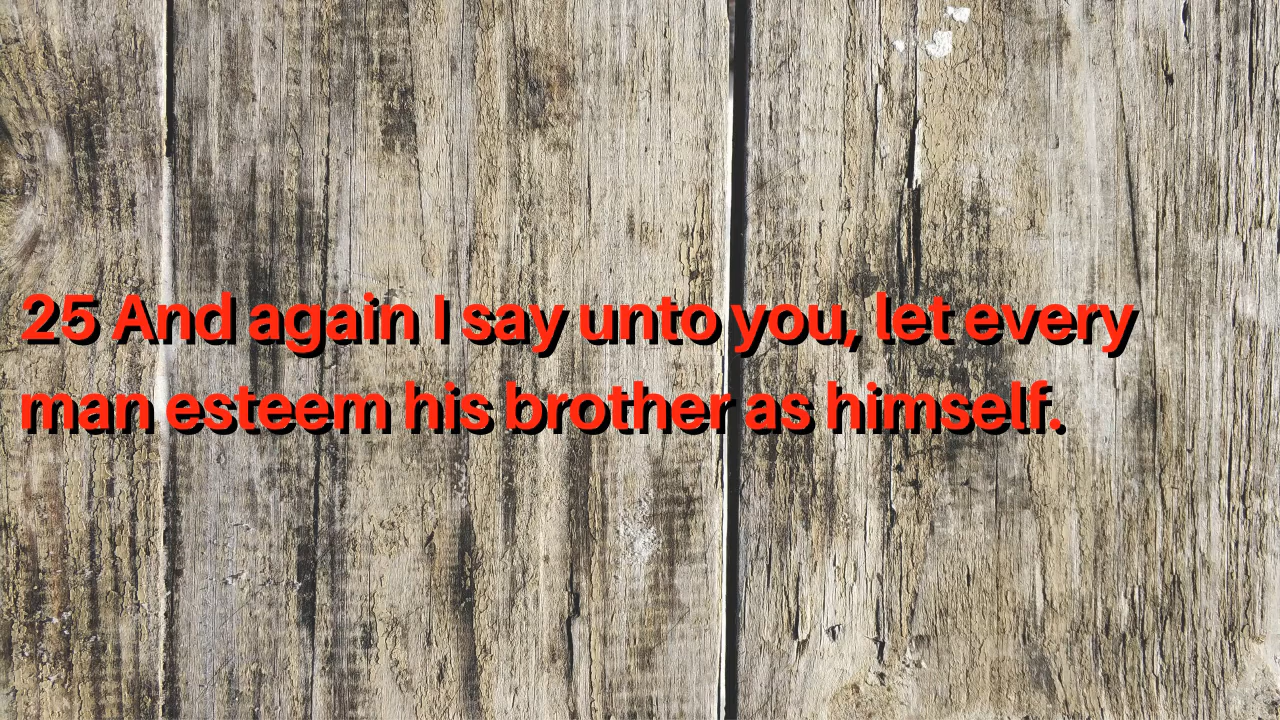 25 And again I say unto you, let every
man esteem his brother as himself.